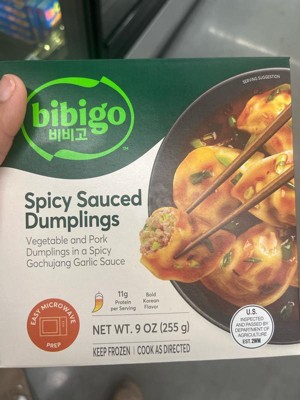 SERVING SUGGESTION
bibigo
비비고
TM
Spicy Sauced
Dumplings
Vegetable and Pork
Dumplings in a Spicy
Gochujang Garlic Sauce
EASY MICROWAVE
PREP
11g
Protein
per Serving
Bold
Korean
Flavor
NET WT. 9 OZ (255 g)
KEEP FROZEN | COOK AS DIRECTED
U.S.
INSPECTED
AND PASSED BY
DEPARTMENT OF
AGRICULTURE